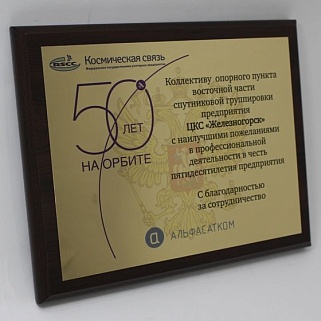 RSCC
Космическая связь
50
ЛЕТ
НА ОРБИТЕ
Коллективу опорного пункта
восточной части
спутниковой группировки
предприятия
ЦКС «Железногорск»
с наилучшими пожеланиями
в профессиональной
деятельности в честь
пятидесятилетия предприятия
С благодарностью
за сотрудничество
АЛЬФАСАТКОМ